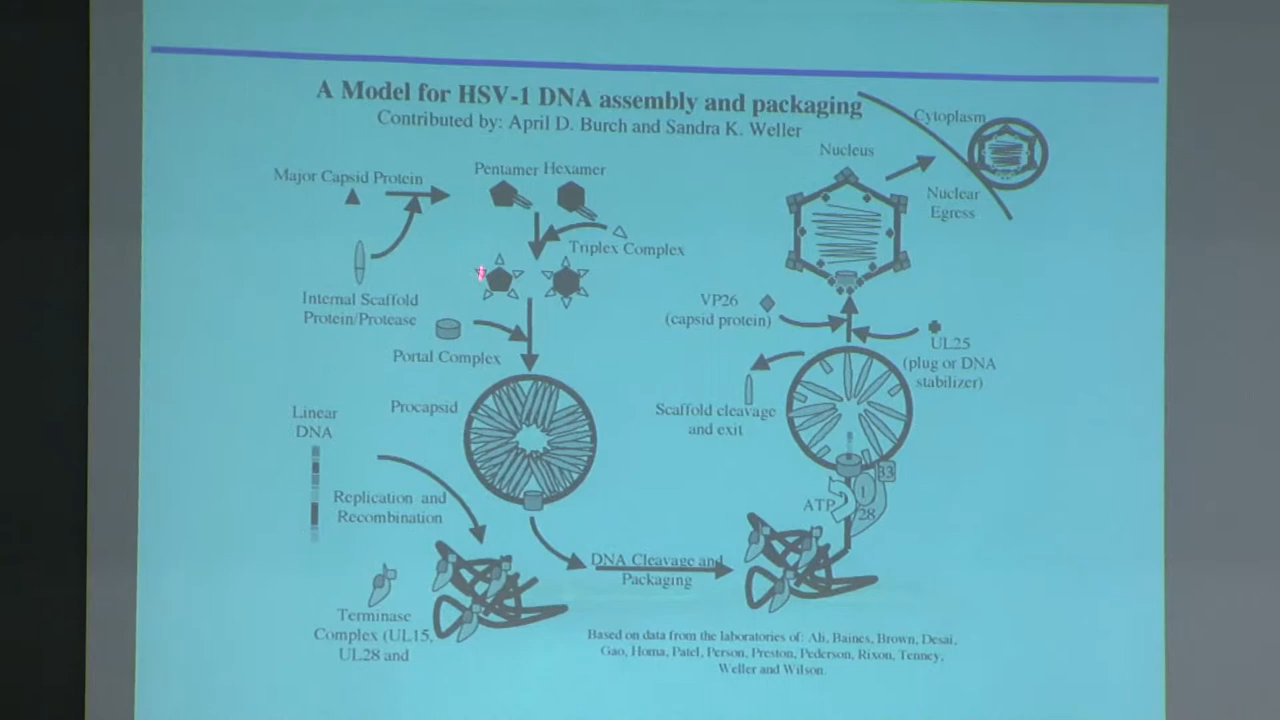 A Model for HSV-1 DNA assembly and packaging
Contributed by: April D. Burch and Sandra K. Weller
Major Capsid Protein
Pentamer Hexamer
Triplex Complex
Internal Scaffold
Protein/Protease
Portal Complex
Procapsid
Linear
DNA
Replication and
Recombination
Terminase
Complex (UL15,
UL28 and
DNA Cleavage and
Packaging
Cytoplasm
Nucleus
Nuclear
Egress
VP26
(capsid protein)
UL25
(plug or DNA
stabilizer)
Scaffold cleavage
and exit
33
ATP
1
28
Based on data from the laboratories of: Ali, Baines, Brown, Desai,
Gao, Homa, Patel, Person, Preston, Pederson, Rixon, Tenney,
Weller and Wilson.